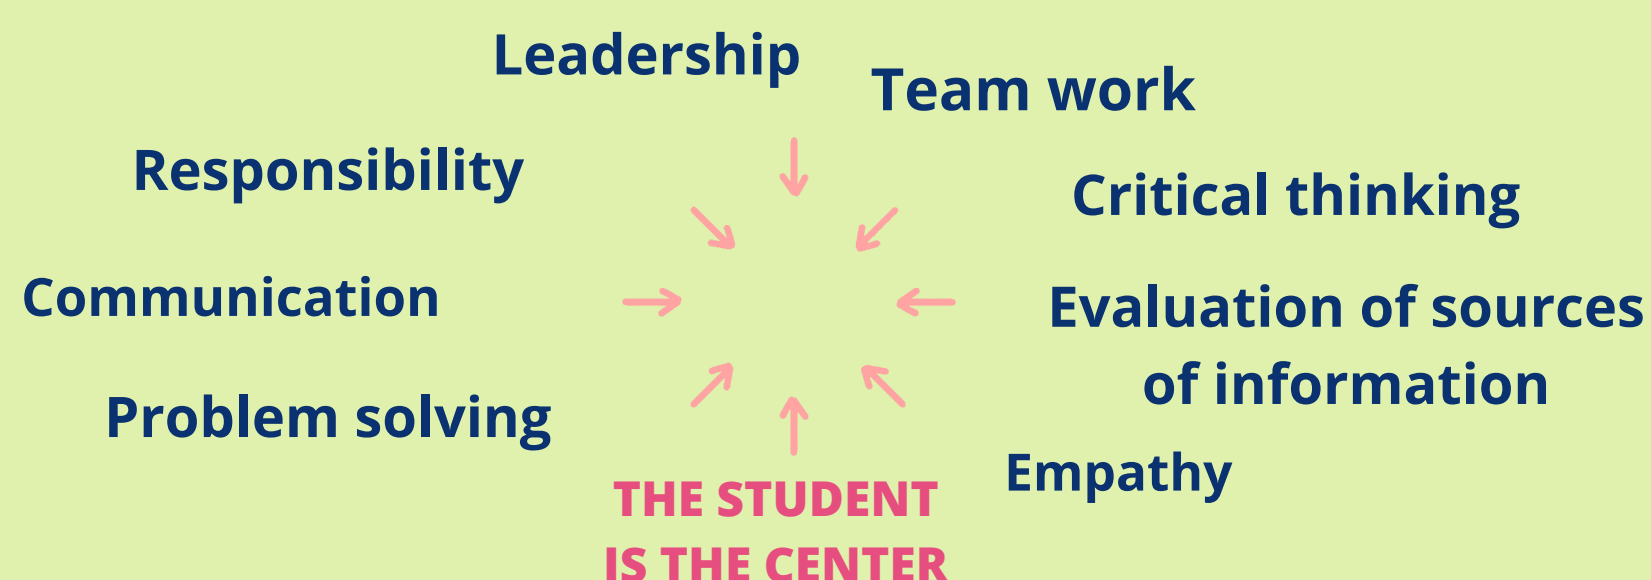 Leadership
Team work
Responsibility
Critical thinking
Communication
Evaluation of sources
of information
Problem solving
Empathy
THE STUDENT
IS THE CENTER